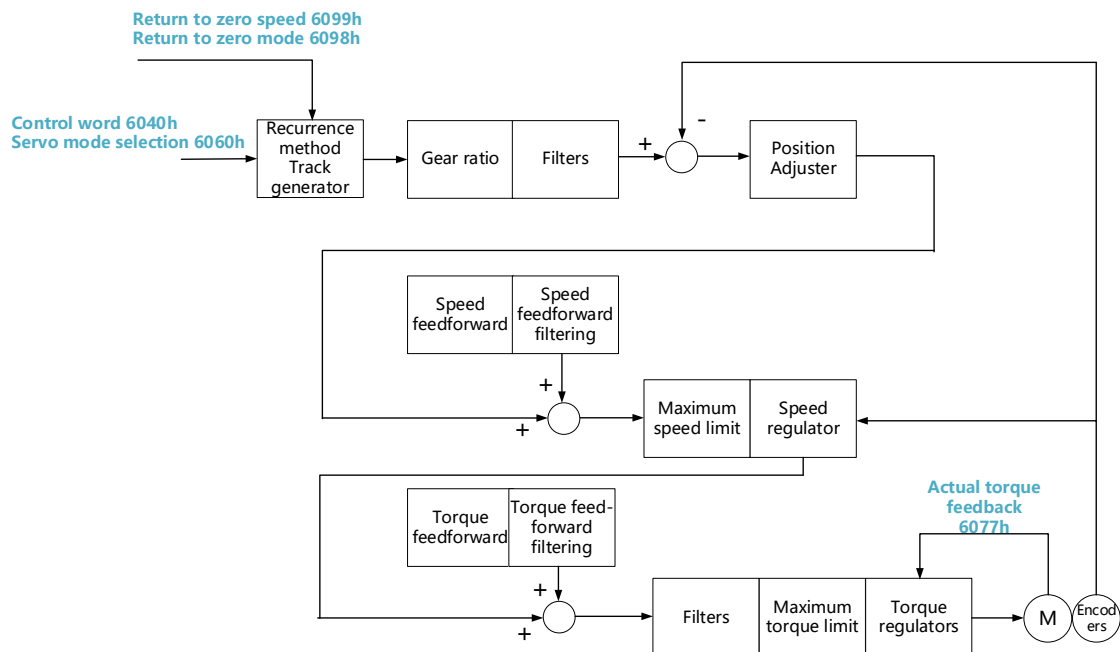 Return to zero speed 6099h
Return to zero mode 6098h
Control word 6040h
Servo mode selection 6060h
Recurrence
method
Track
generator
Gear ratio
Filters
+
-
Position
Adjuster
Speed
feedforward
Speed
feedforward
filtering
+
+
Maximum
speed limit
Speed
regulator
Torque
feedforward
Torque feed-
forward
filtering
+
+
Filters
Maximum
torque limit
Torque
regulators
Actual torque
feedback
6077h
M
Encod
ers